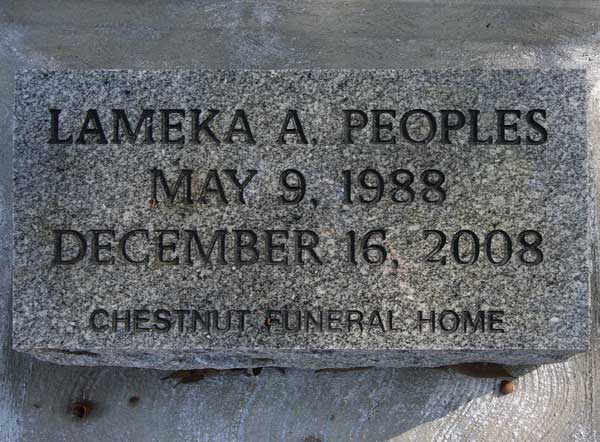 LAMEKA A. PEOPLES
MAY 9, 1988
DECEMBER 16, 2008
CHESTNUT FUNERAL HOME